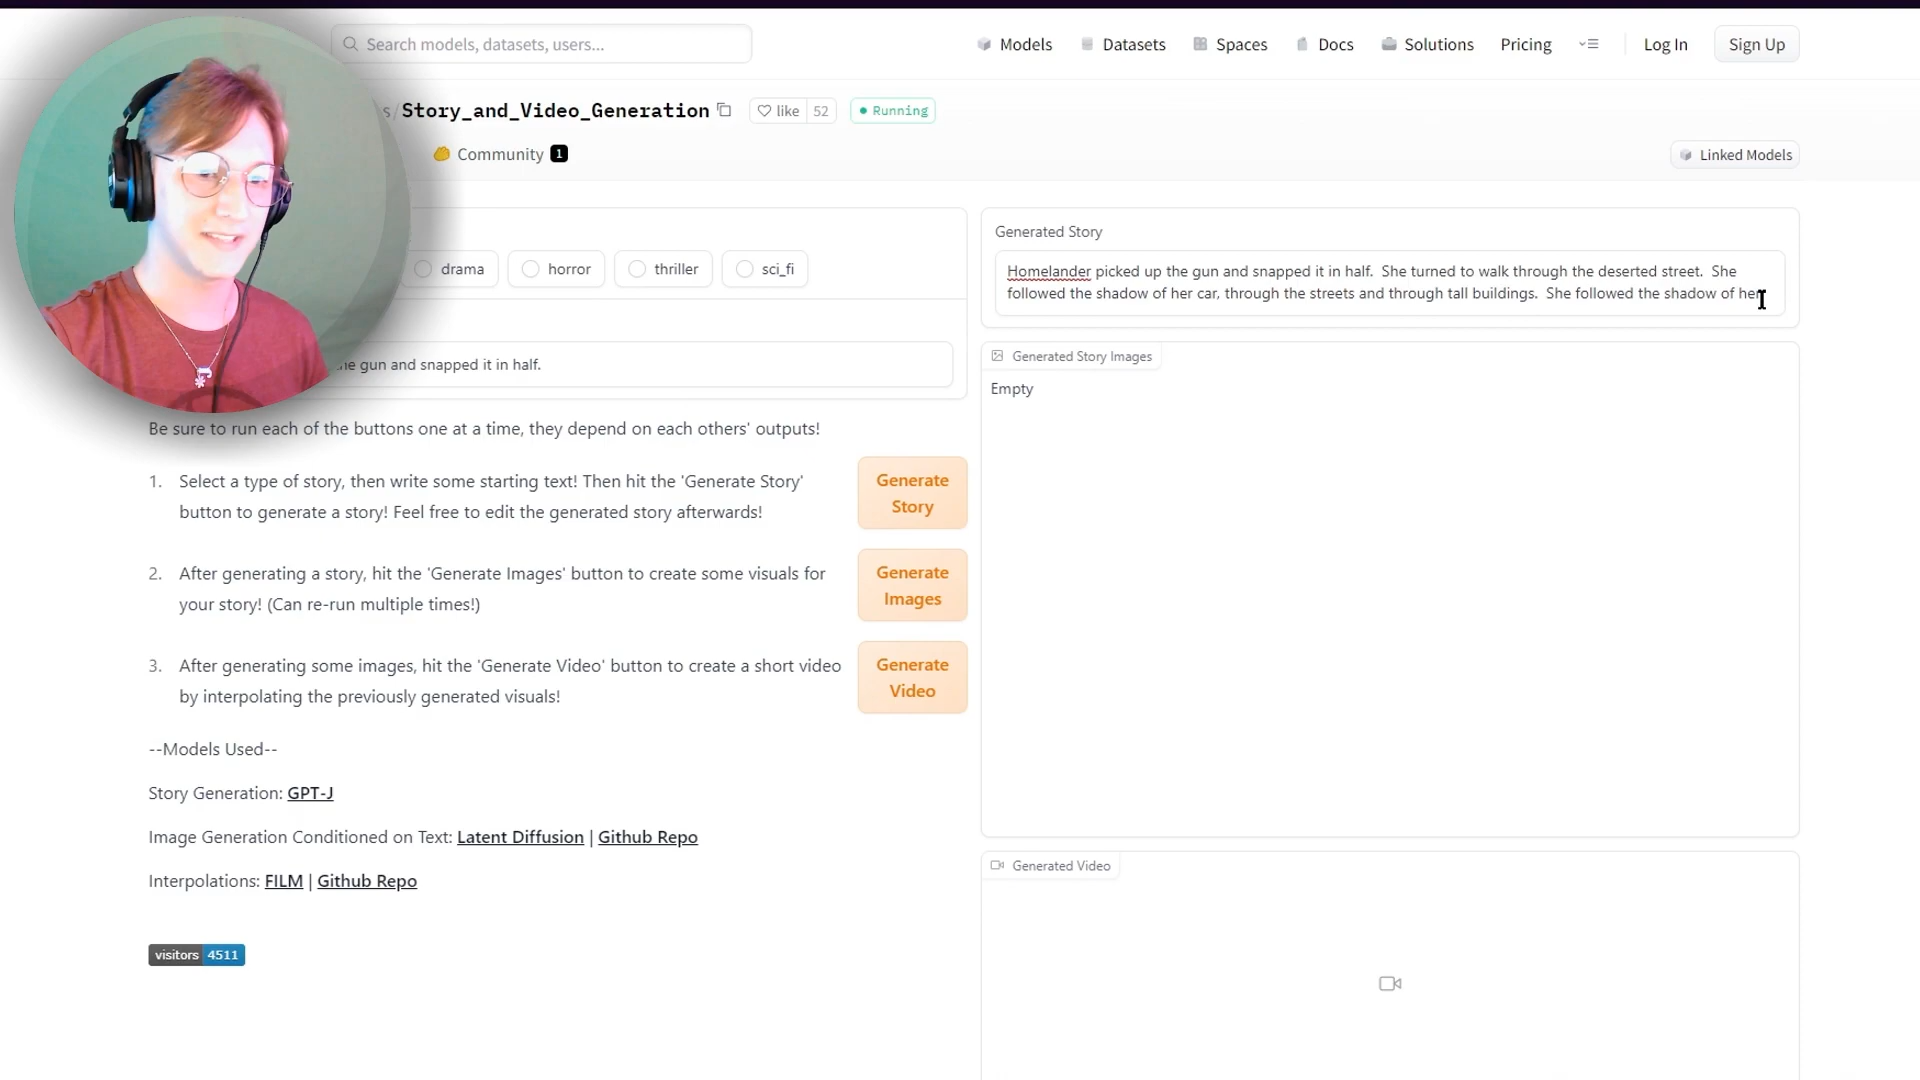 Search models, datasets, users...
Models
Datasets
Spaces
Docs
Solutions
Pricing
Log In
Sign Up
s/Story_and_Video_Generation
like 52
Running
Community 1
Linked Models
drama
horror
thriller
sci_fi
Generated Story
Homelander picked up the gun and snapped it in half.  She turned to walk through the deserted street.  She
followed the shadow of her car, through the streets and through tall buildings.  She followed the shadow of her
gun and snapped it in half.
Generated Story Images
Empty
Be sure to run each of the buttons one at a time, they depend on each others' outputs!
1. Select a type of story, then write some starting text! Then hit the 'Generate Story'
button to generate a story! Feel free to edit the generated story afterwards!
Generate
Story
2. After generating a story, hit the 'Generate Images' button to create some visuals for
your story! (Can re-run multiple times!)
Generate
Images
3. After generating some images, hit the 'Generate Video' button to create a short video
by interpolating the previously generated visuals!
Generate
Video
--Models Used--
Story Generation: GPT-J
Image Generation Conditioned on Text: Latent Diffusion | Github Repo
Interpolations: FILM | Github Repo
visitors 4511
Generated Video